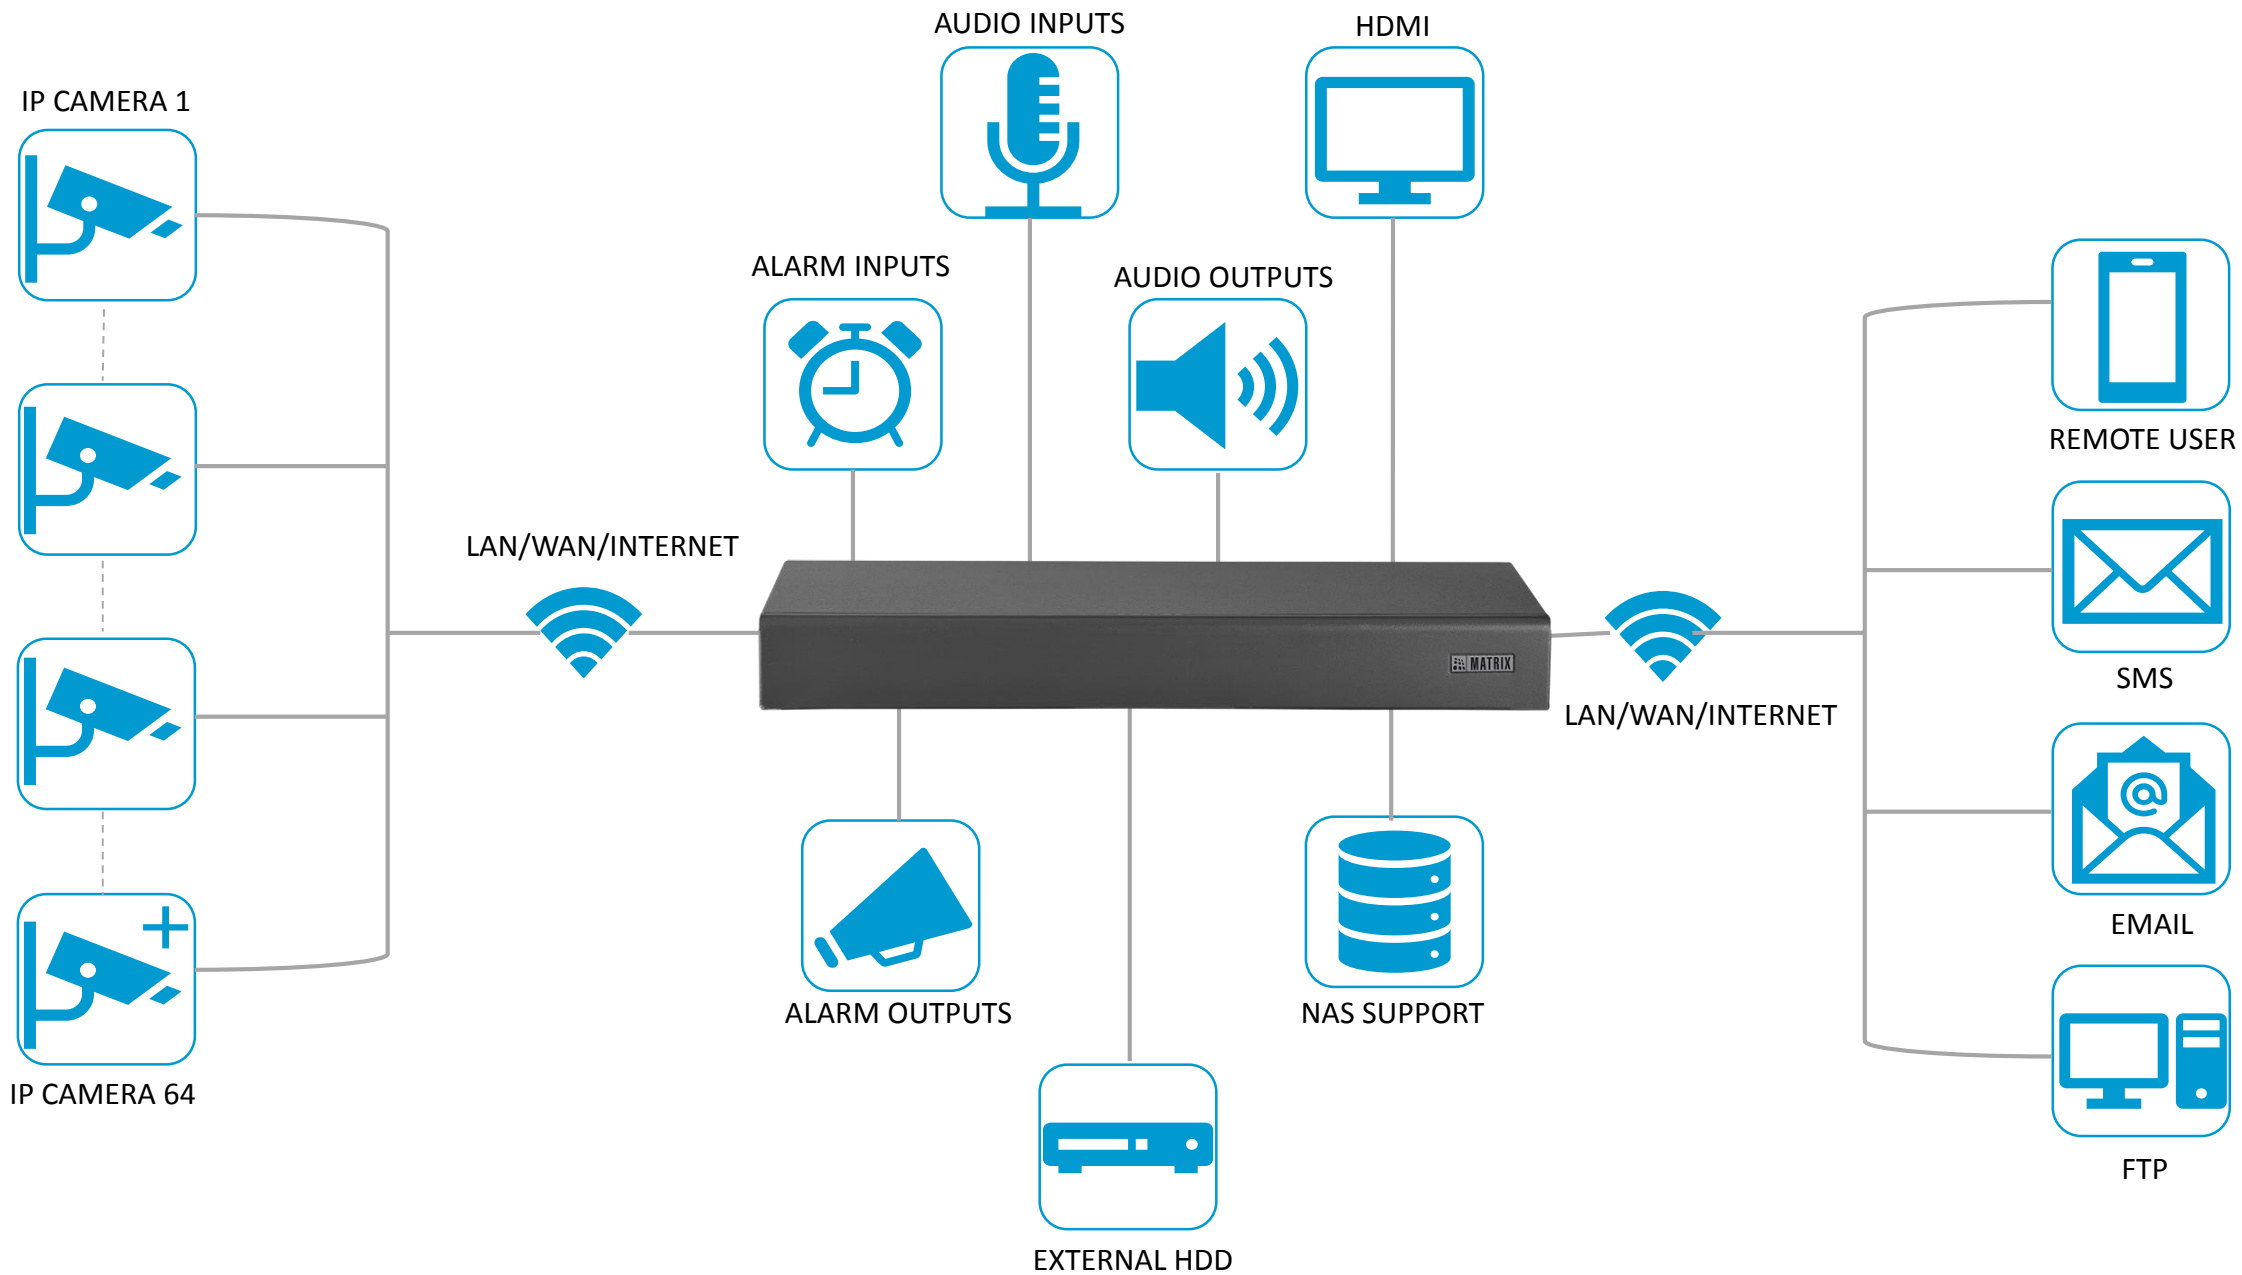 AUDIO INPUTS
HDMI
IP CAMERA 1
ALARM INPUTS
AUDIO OUTPUTS
REMOTE USER
LAN/WAN/INTERNET
MATRIX
SMS
LAN/WAN/INTERNET
EMAIL
ALARM OUTPUTS
NAS SUPPORT
IP CAMERA 64
FTP
EXTERNAL HDD